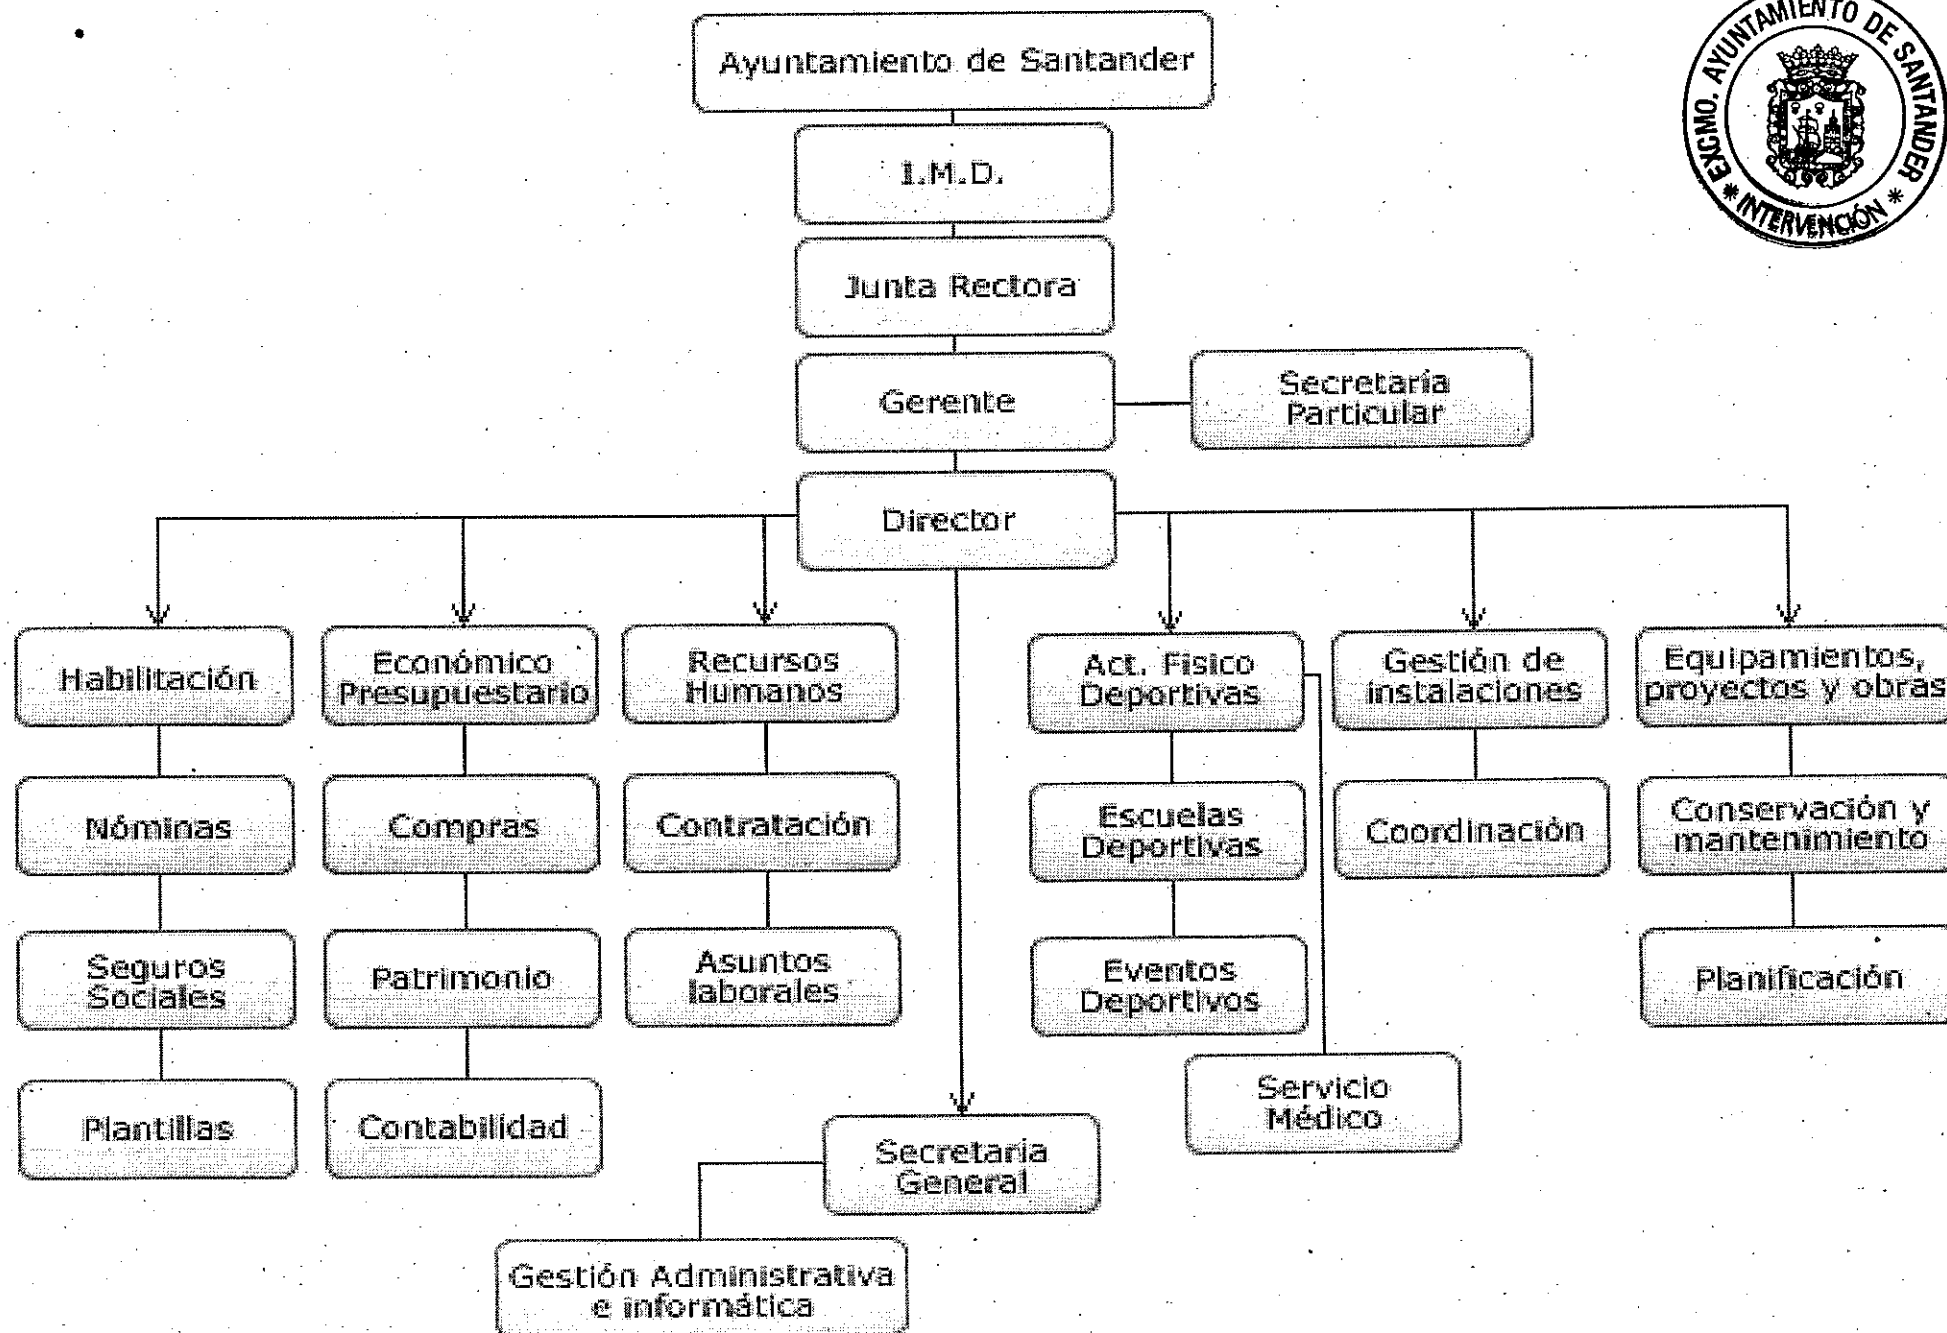 Ayuntamiento de Santander
EXCMO. AYUNTAMIENTO DE SANTANDER
* INTERVENCIÓN *
I.M.D.
Junta Rectora
Gerente
Secretaría
Particular
Director
Habilitación
Económico
Presupuestario
Recursos
Humanos
Act. Fisico
Deportivas
Gestión de
instalaciones
Equipamientos,
proyectos y obras
Nóminas
Compras
Contratación
Escuelas
Deportivas
Coordinación
Conservación y
mantenimiento
Seguros
Sociales
Patrimonio
Asuntos
laborales
Eventos
Deportivos
Planificación
Plantillas
Contabilidad
Servicio
Médico
Secretaría
General
Gestión Administrativa
e informática